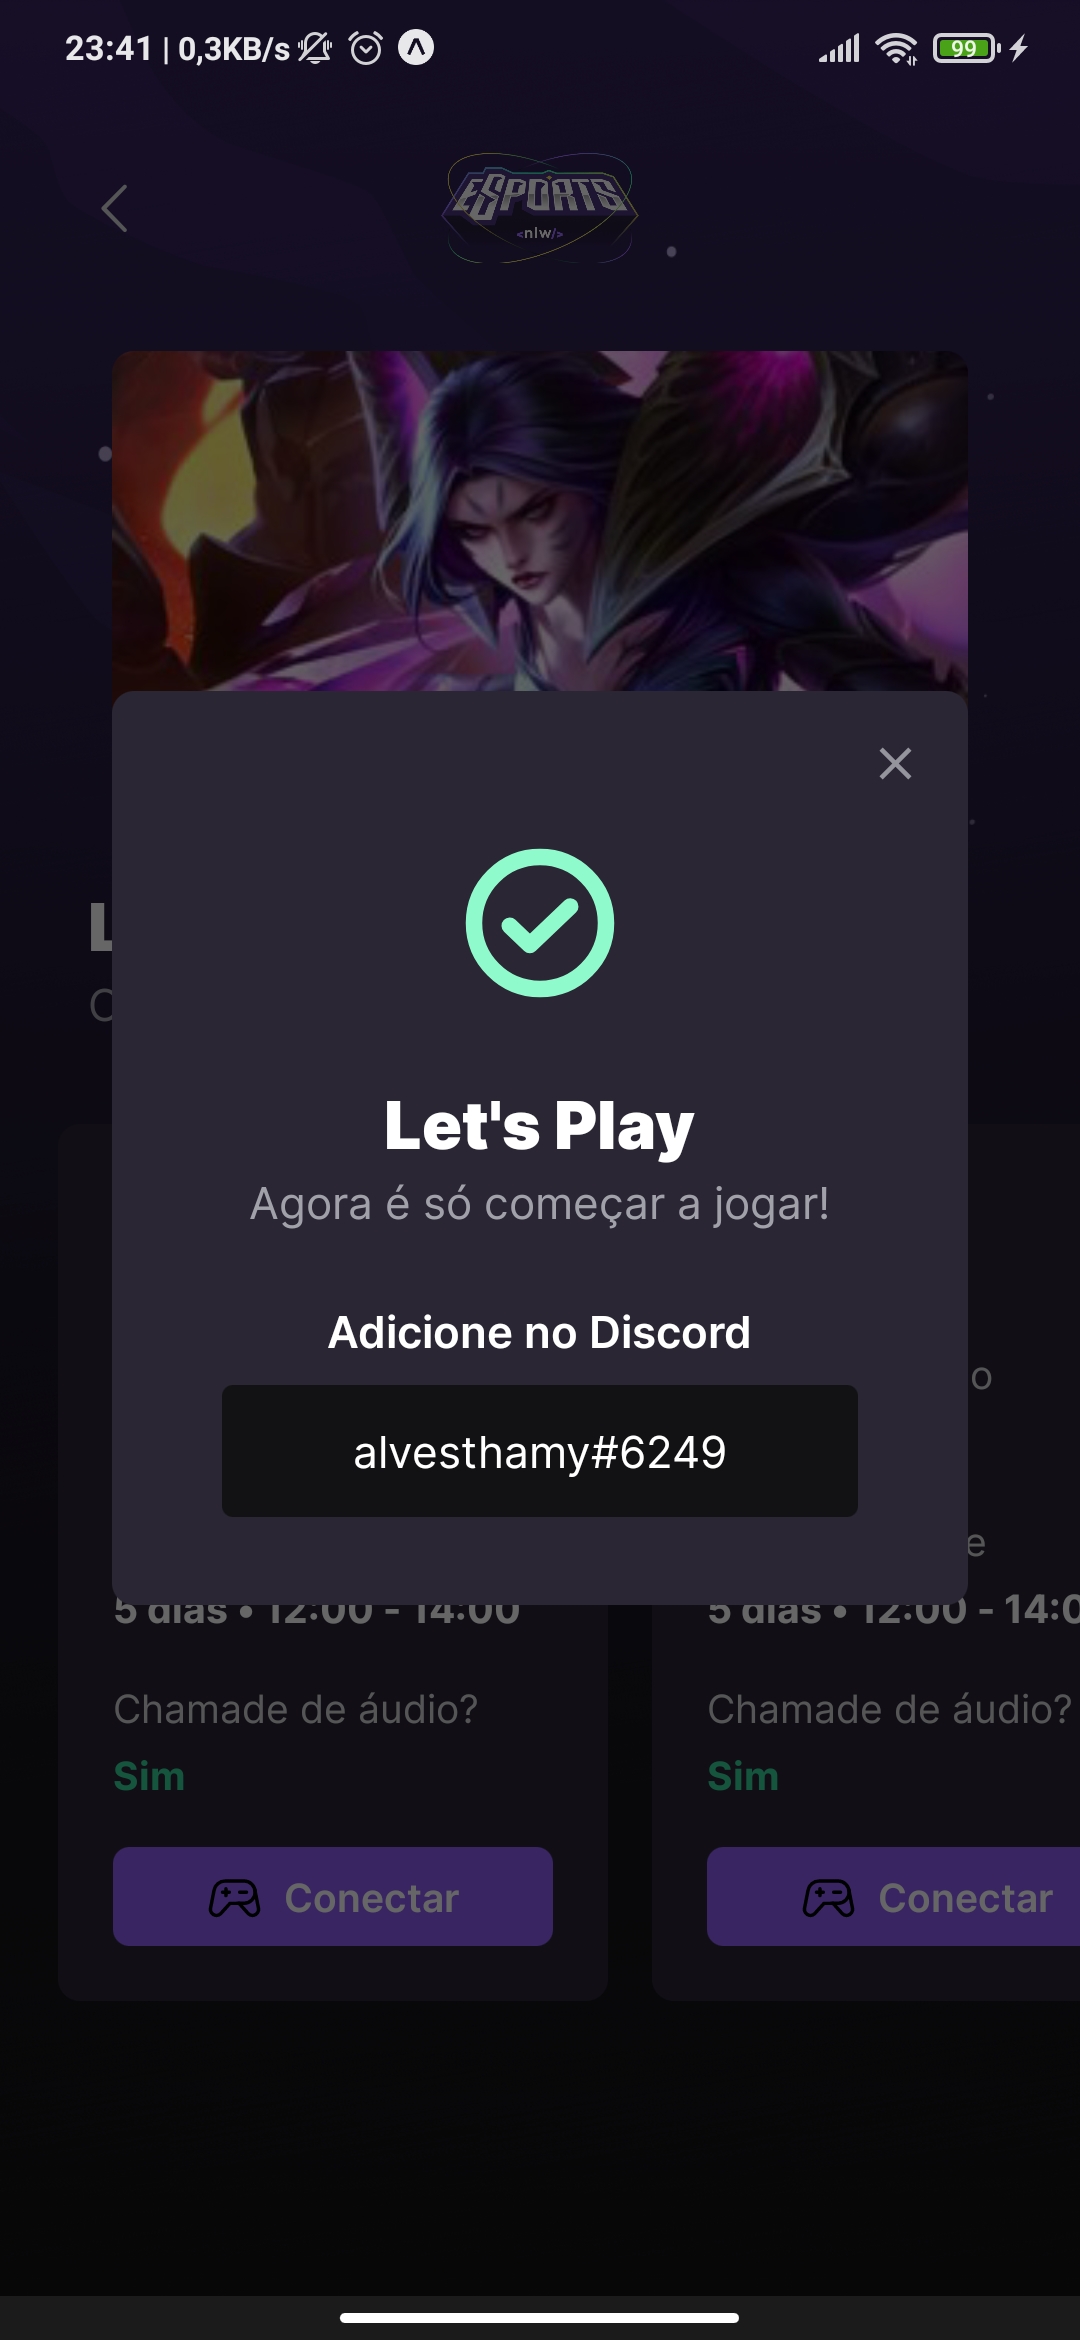 23:41 | 0,3KB/s
99
ESPORTS
<nlw/>
Let's Play
Agora é só começar a jogar!
Adicione no Discord
alvesthamy#6249
5 dias • 12:00 - 14:00
Chamade de áudio?
Sim
Conectar
5 dias • 12:00 - 14:0
Chamade de áudio?
Sim
Conectar